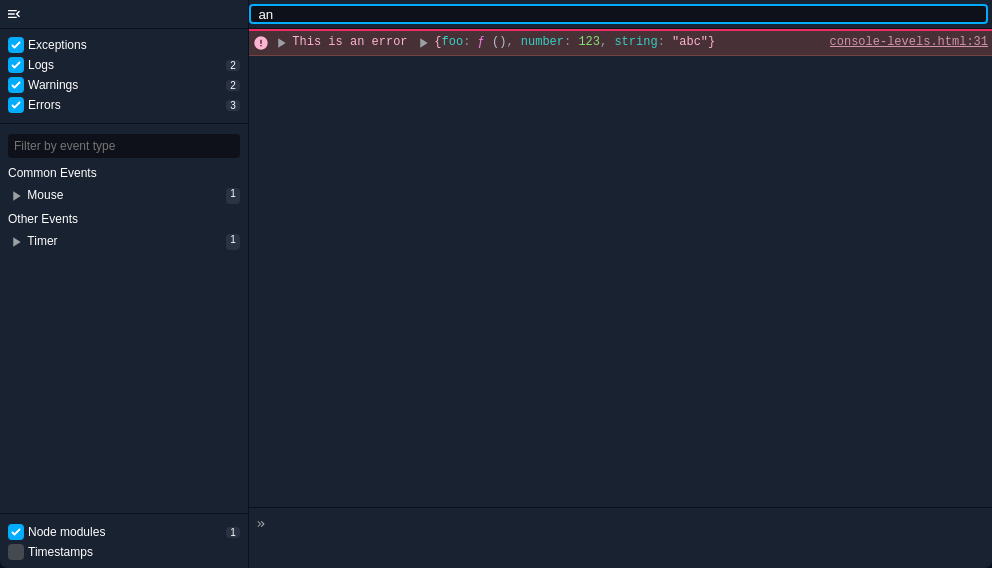 an
Exceptions
Logs 2
Warnings 2
Errors 3
Filter by event type
Common Events
Mouse 1
Other Events
Timer 1
Node modules 1
Timestamps
This is an error {foo: ƒ (), number: 123, string: "abc"} console-levels.html:31
»